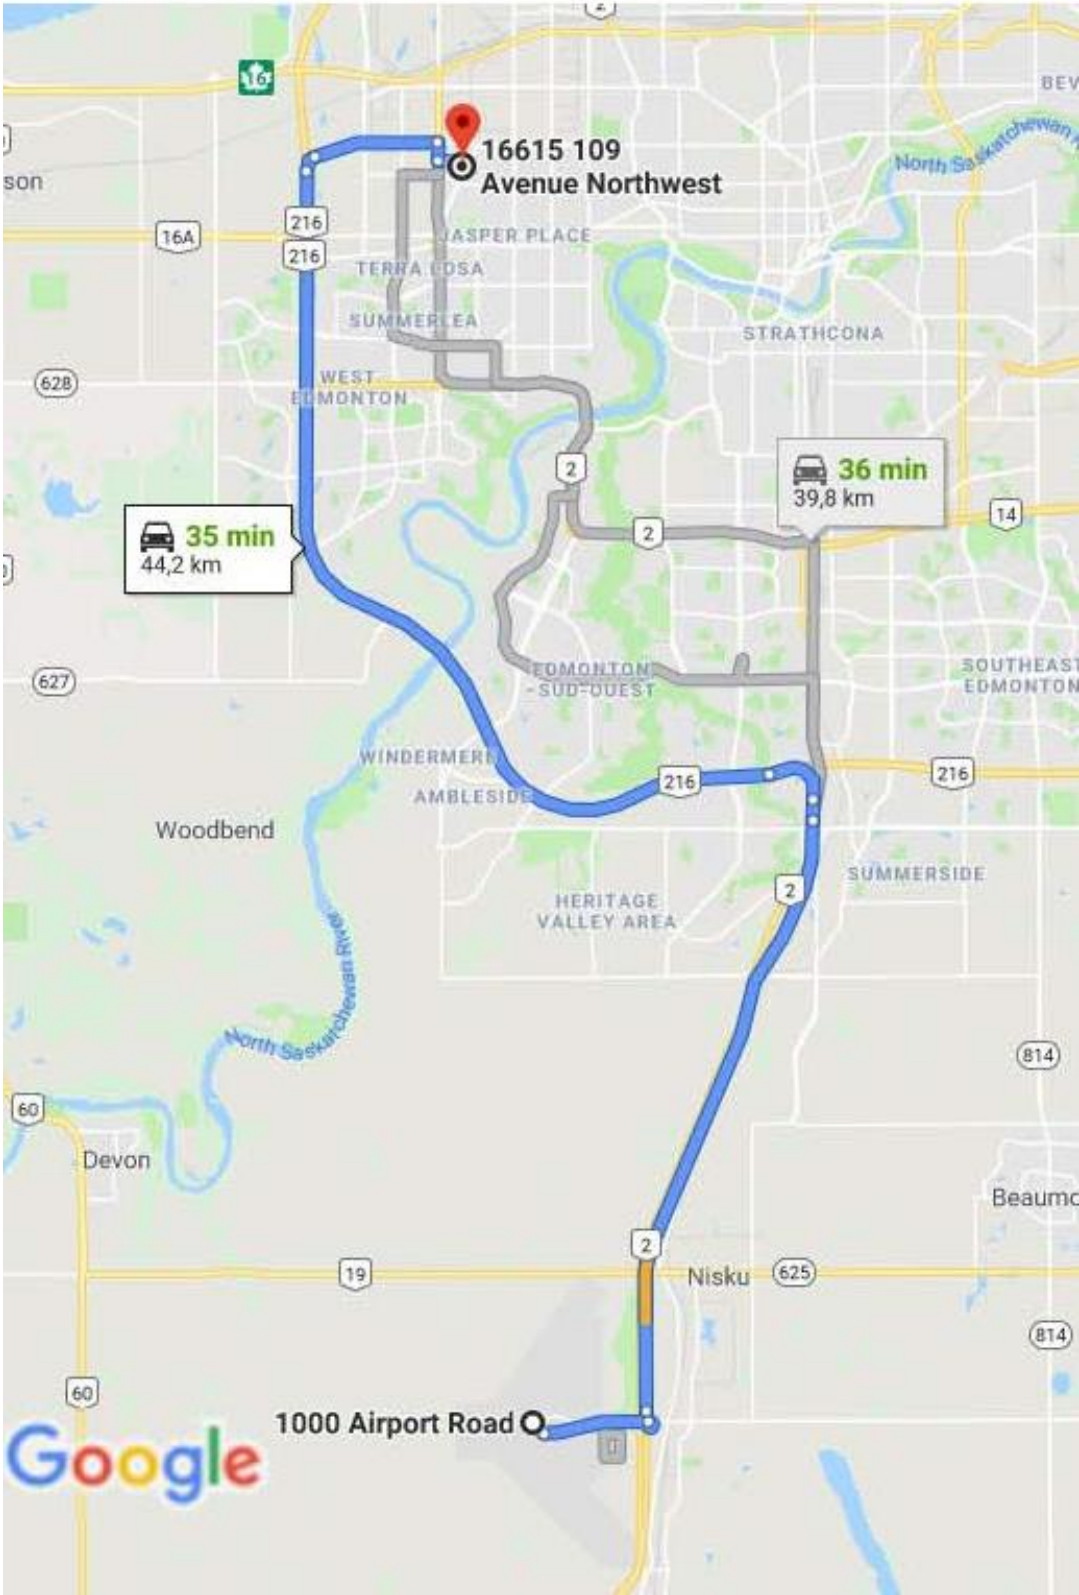 2
16
BEV
North Saskatchewan R
16615 109
Avenue Northwest
son
216
16A
JASPER PLACE
216
TERRA LOSA
SUMMERLEA
STRATHCONA
628
WEST
EDMONTON
2
36 min
39,8 km
14
35 min
44,2 km
2
627
EDMONTON
-SUD-OUEST
SOUTHEAST
EDMONTON
WINDERMERE
216
216
AMBLESIDE
Woodbend
SUMMERSIDE
2
HERITAGE
VALLEY AREA
North Saskatchewan River
814
60
Devon
Beaumo
2
19
Nisku
625
814
60
1000 Airport Road
Google